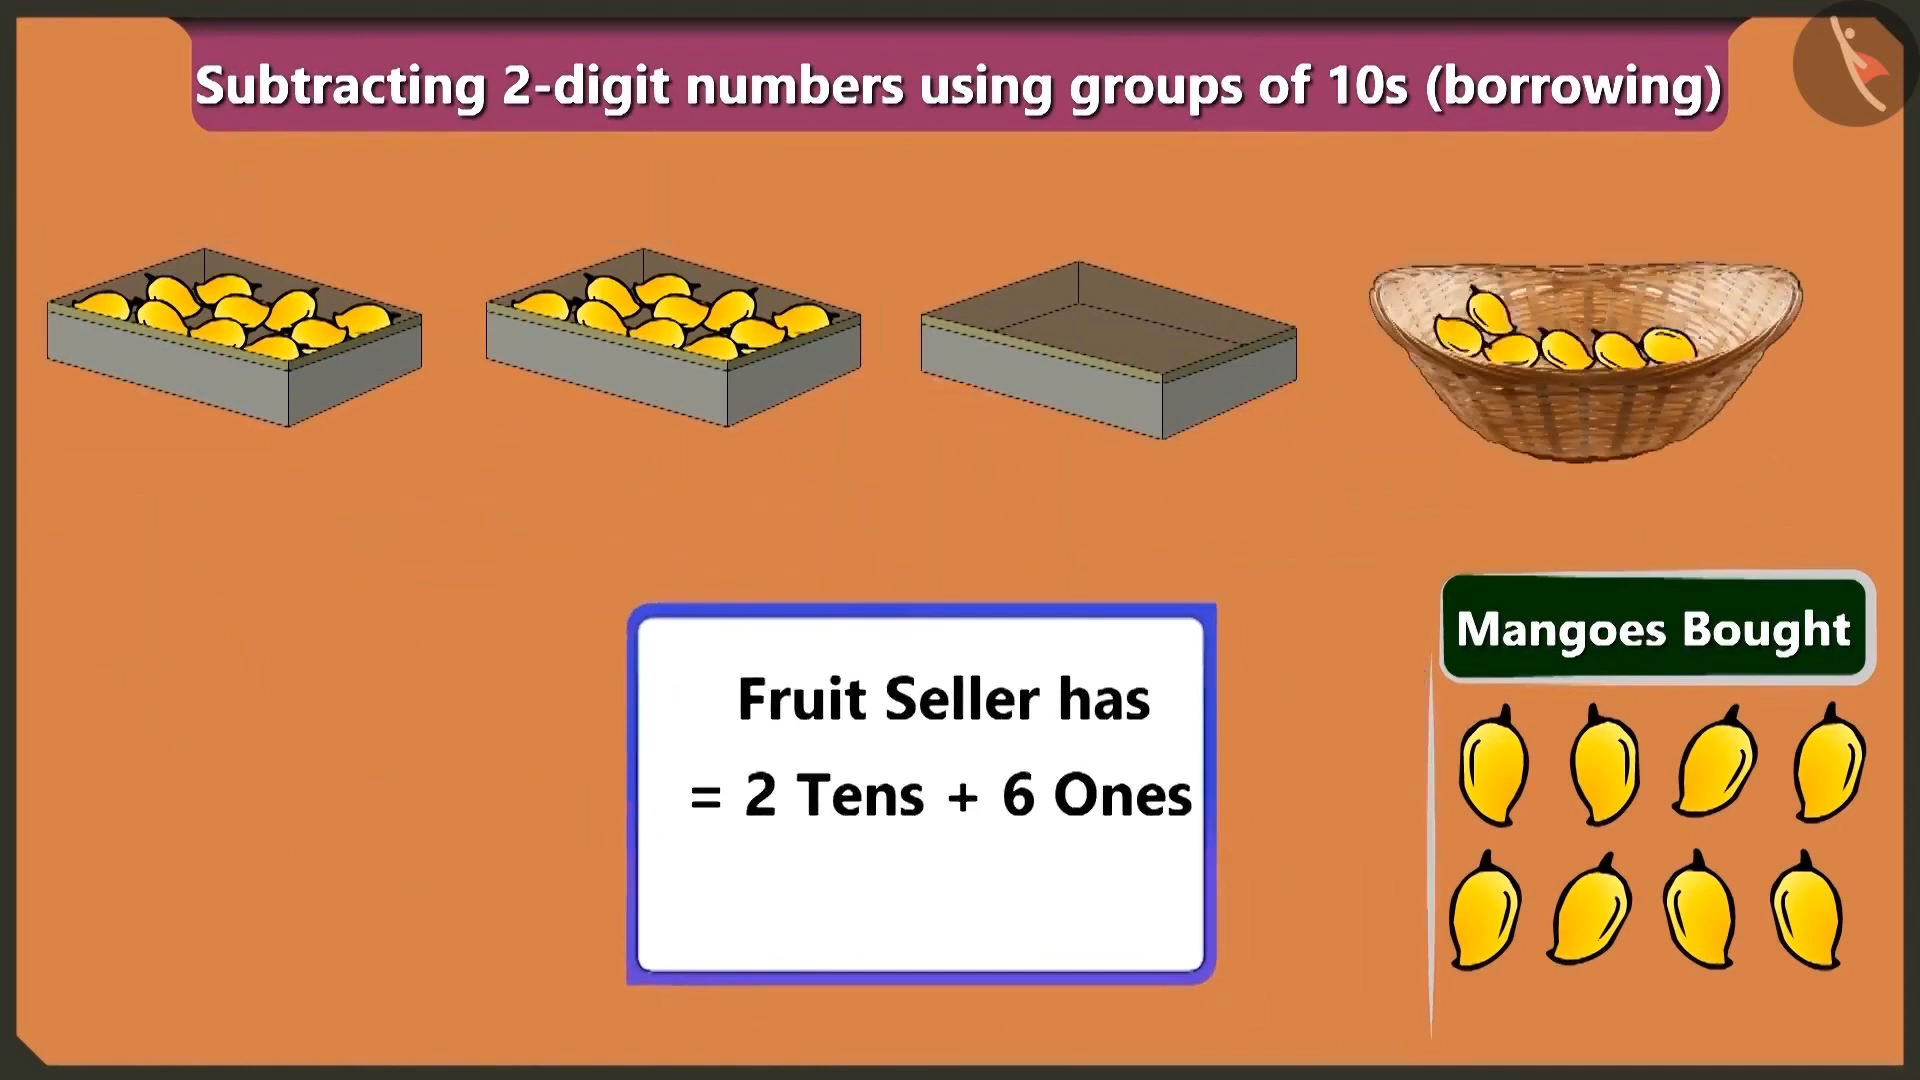 Subtracting 2-digit numbers using groups of 10s (borrowing)
Fruit Seller has
= 2 Tens + 6 Ones
Mangoes Bought